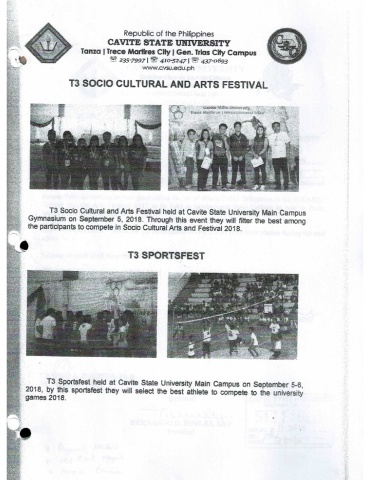 Republic of the Philippines
CAVITE STATE UNIVERSITY
Tanza | Trece Martires City | Gen. Trias City Campus
☏ 235-7997 | ☏ 410-5247 | ☏ 437-0693
www.cvsu.edu.ph
T3 SOCIO CULTURAL AND ARTS FESTIVAL
Cavite State University
T3 Socio Cultural and Arts Festival held at Cavite State University Main Campus
Gymnasium on September 5, 2018. Through this event they will filter the best among
the participants to compete in Socio Cultural Arts and Festival 2018.
T3 SPORTSFEST
T3 Sportsfest held at Cavite State University Main Campus on September 5-6,
2018, by this sportsfest they will select the best athlete to compete to the university
games 2018.